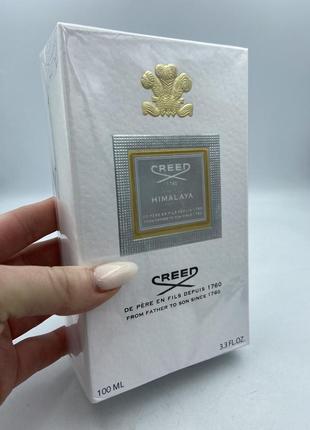 CREED
1760
HIMALAYA
DE PÈRE EN FILS DEPUIS 1760
FROM FATHER TO SON SINCE 1760
CREED
DE PÈRE EN FILS DEPUIS 1760
FROM FATHER TO SON SINCE 1760
100 ML
3.3 FL.OZ.